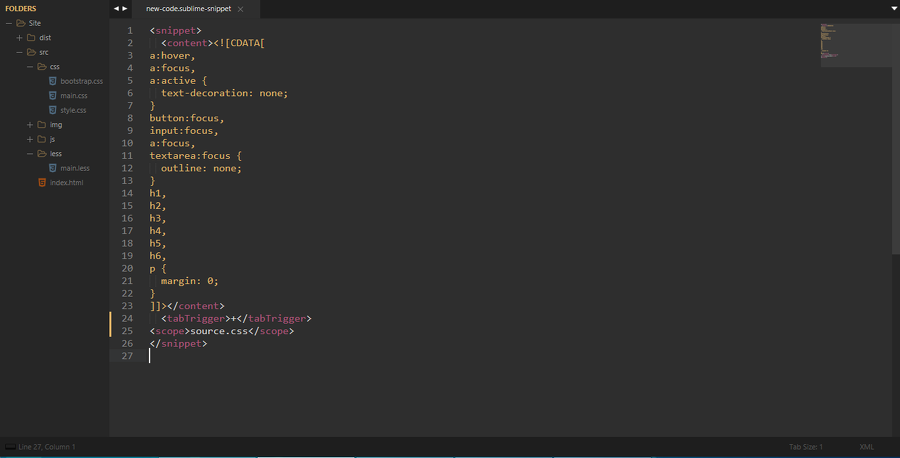 FOLDERS
Site
dist
src
css
bootstrap.css
main.css
style.css
img
js
less
main.less
index.html
new-code.sublime-snippet
1 <snippet>
2 <content><![CDATA[
3 a:hover,
4 a:focus,
5 a:active {
6 text-decoration: none;
7 }
8 button:focus,
9 input:focus,
10 a:focus,
11 textarea:focus {
12 outline: none;
13 }
14 h1,
15 h2,
16 h3,
17 h4,
18 h5,
19 h6,
20 p {
21 margin: 0;
22 }
23 ]]></content>
24 <tabTrigger>+</tabTrigger>
25 <scope>source.css</scope>
26 </snippet>
27
Line 27, Column 1
Tab Size: 1
XML